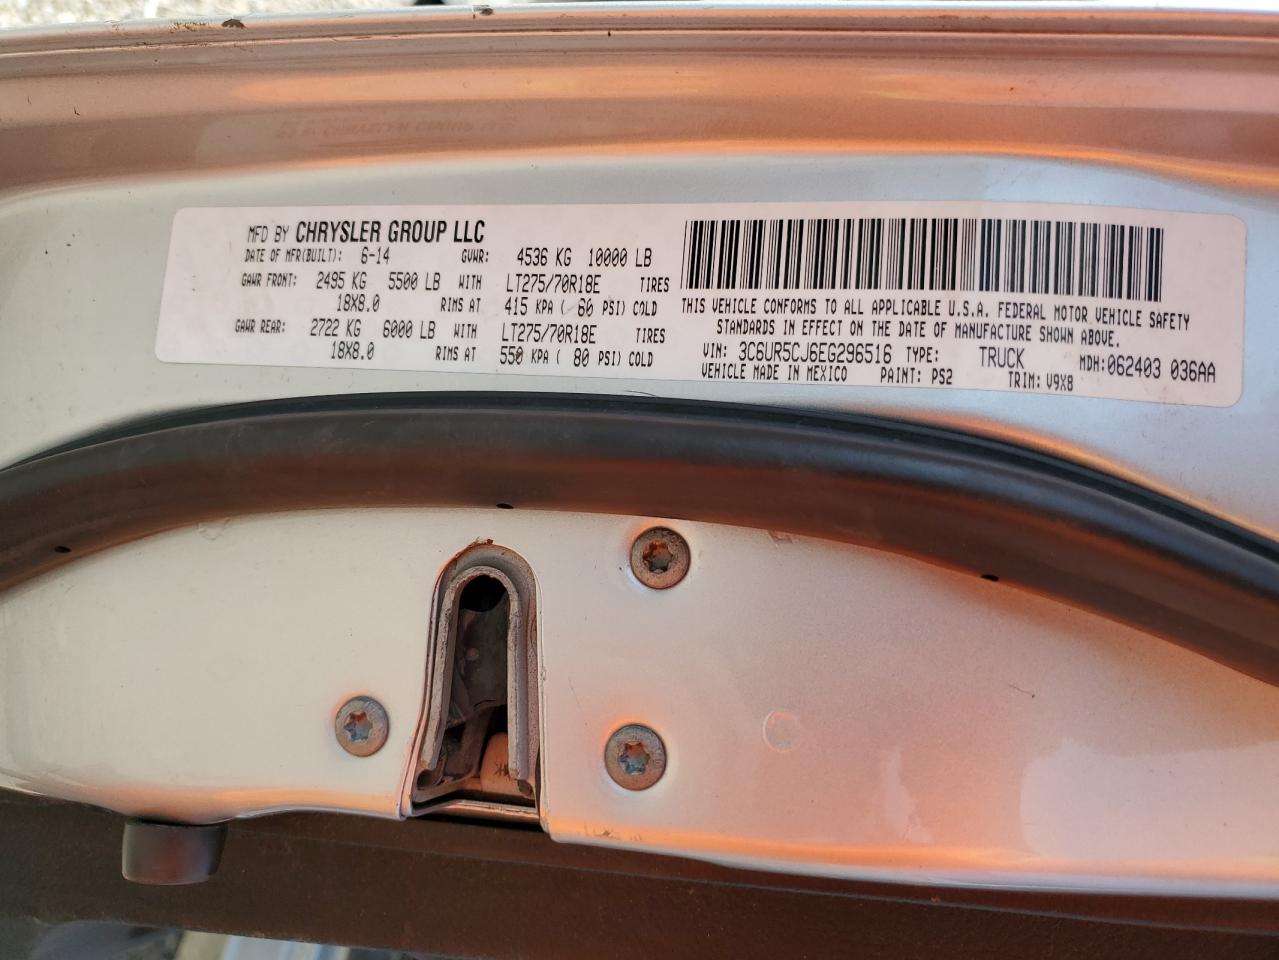 MFD BY CHRYSLER GROUP LLC
DATE OF MFR(BUILT): 6-14 GVWR: 4536 KG 10000 LB
GAWR FRONT: 2495 KG 5500 LB WITH LT275/70R18E TIRES
18X8.0 RIMS AT 415 KPA ( 60 PSI) COLD
GAWR REAR: 2722 KG 6000 LB WITH LT275/70R18E TIRES
18X8.0 RIMS AT 550 KPA ( 80 PSI) COLD
THIS VEHICLE CONFORMS TO ALL APPLICABLE U.S.A. FEDERAL MOTOR VEHICLE SAFETY
STANDARDS IN EFFECT ON THE DATE OF MANUFACTURE SHOWN ABOVE.
VIN: 3C6UR5CJ6EG296516 TYPE: TRUCK MDH:062403 036AA
VEHICLE MADE IN MEXICO PAINT: PS2 TRIM: V9X8